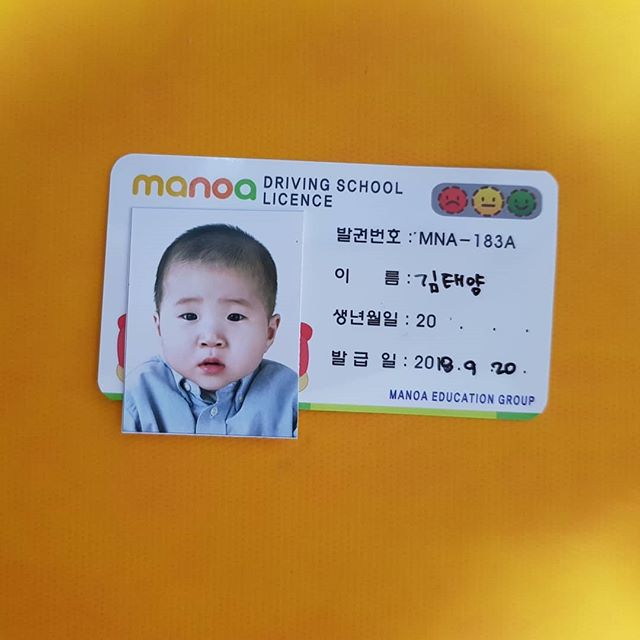 manoa DRIVING SCHOOL
LICENCE
발권번호 : MNA-183A
이 름 : 김태양
생년월일 : 20 . . .
발 급 일 : 2018. 9 .20.
MANOA EDUCATION GROUP